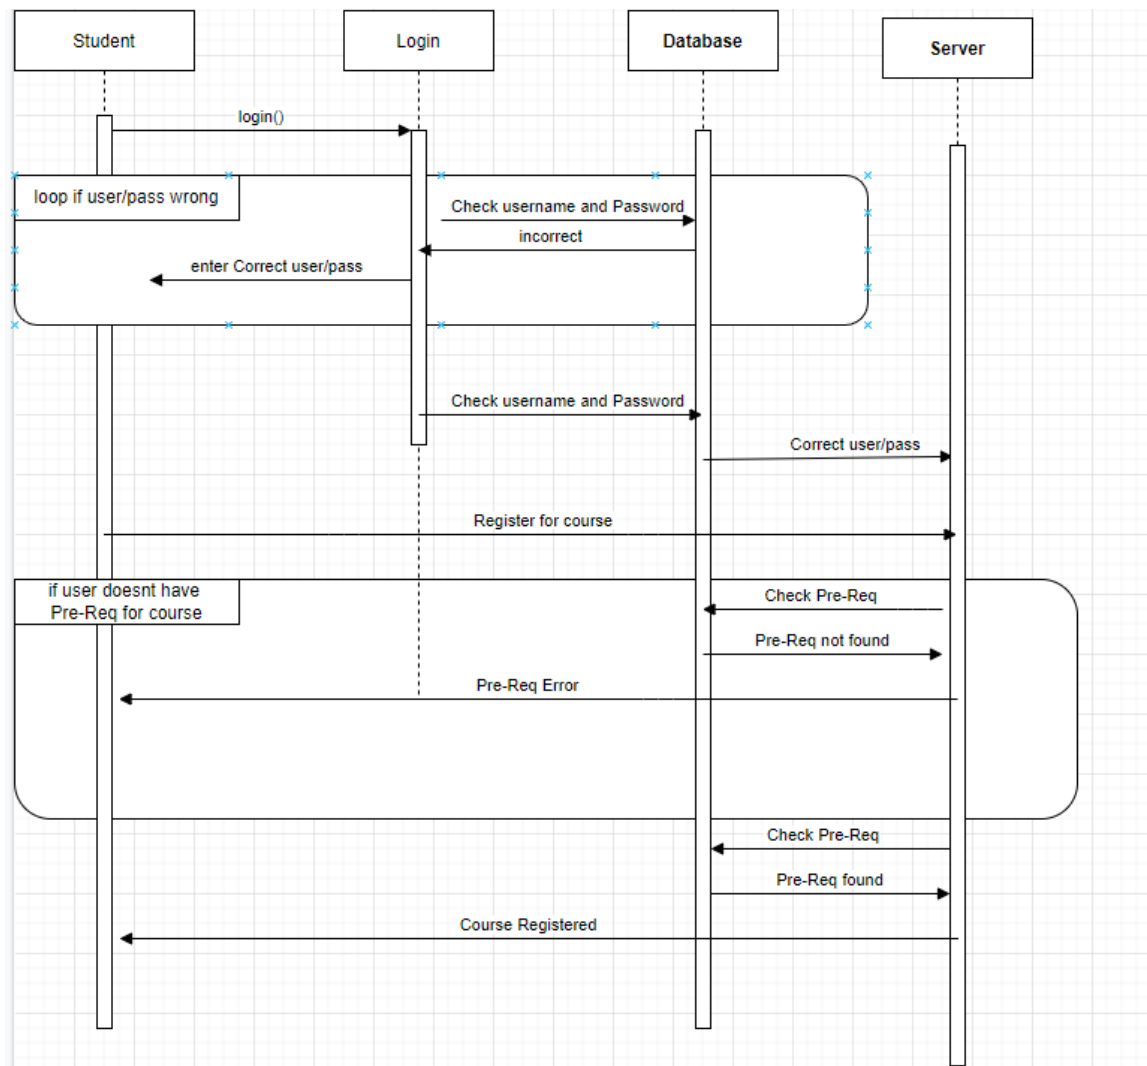 Student
Login
Database
Server
login()
loop if user/pass wrong
Check username and Password
incorrect
enter Correct user/pass
Check username and Password
Correct user/pass
Register for course
if user doesnt have
Pre-Req for course
Check Pre-Req
Pre-Req not found
Pre-Req Error
Check Pre-Req
Pre-Req found
Course Registered